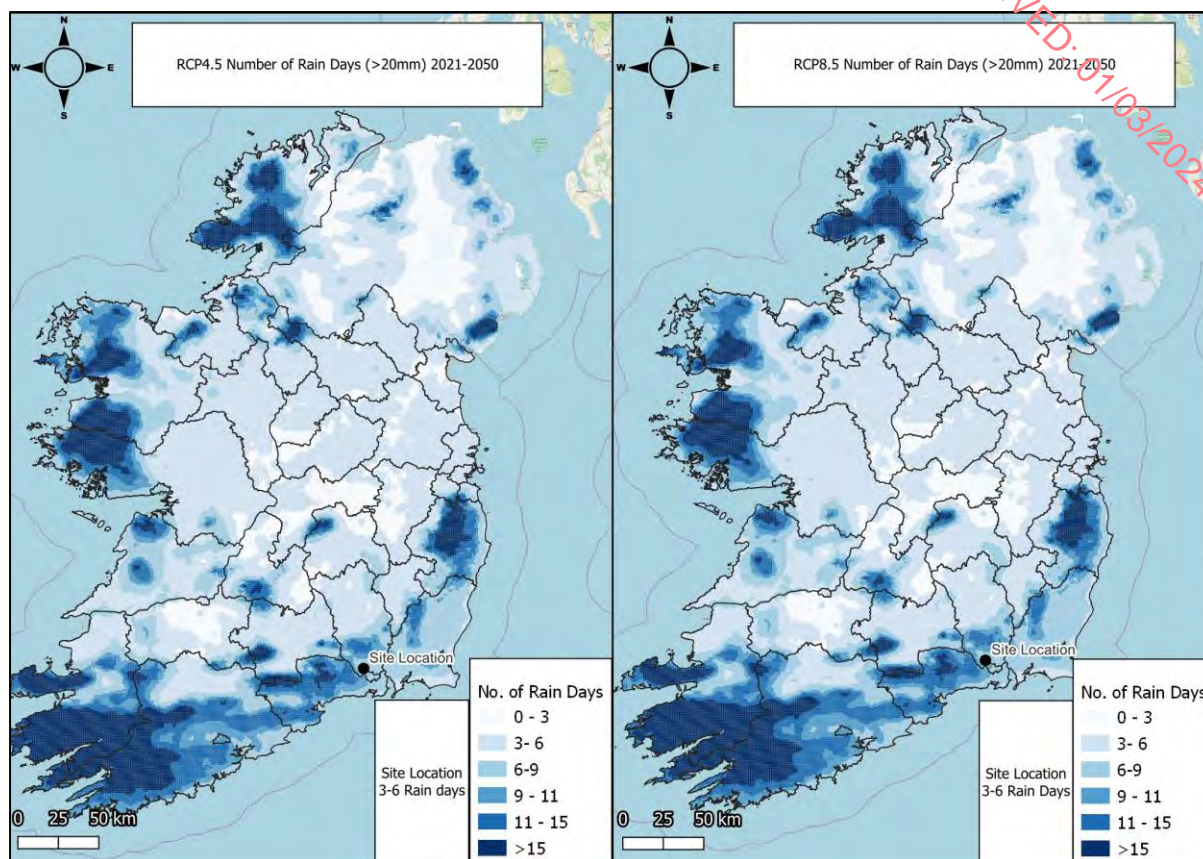 VED: 01/03/2024
N
W E
S
RCP4.5 Number of Rain Days (>20mm) 2021-2050
Site Location
No. of Rain Days
0 - 3
3- 6
6-9
9 - 11
11 - 15
>15
Site Location
3-6 Rain days
0 25 50 km
N
W E
S
RCP8.5 Number of Rain Days (>20mm) 2021-2050
Site Location
No. of Rain Days
0 - 3
3- 6
6-9
9 - 11
11 - 15
>15
Site Location
3-6 Rain Days
0 25 50 km